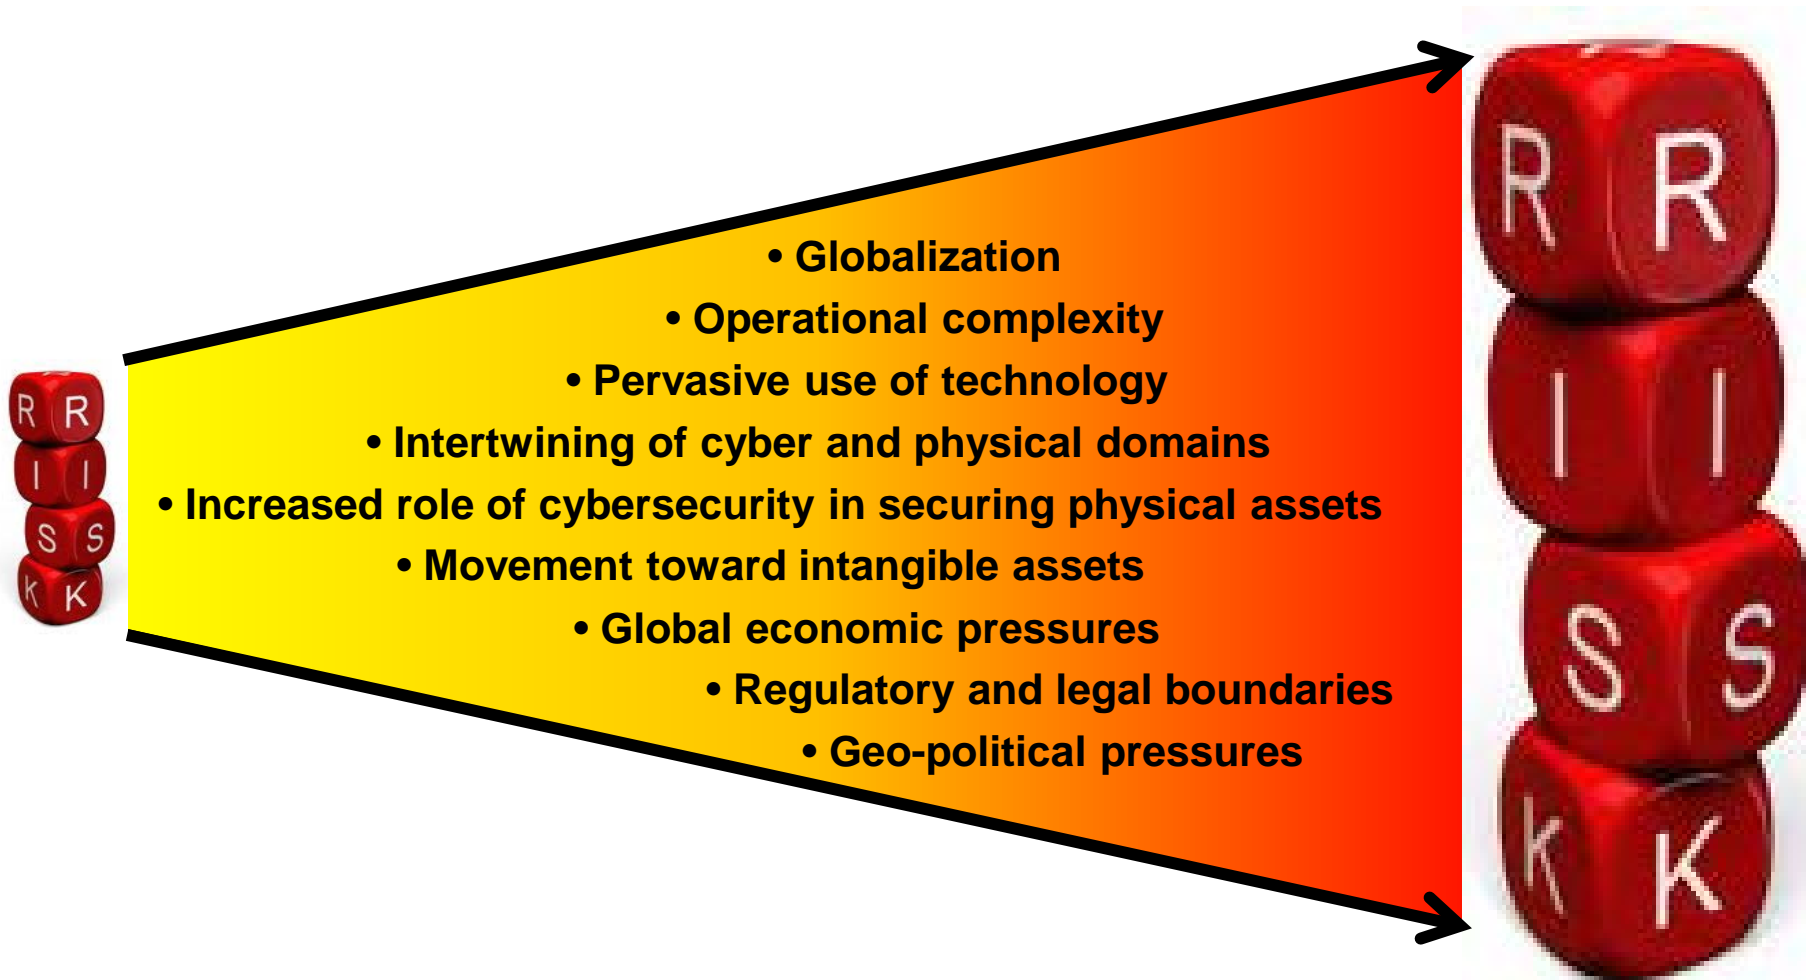 R R
I I
S S
K K
• Globalization
• Operational complexity
• Pervasive use of technology
• Intertwining of cyber and physical domains
• Increased role of cybersecurity in securing physical assets
• Movement toward intangible assets
• Global economic pressures
• Regulatory and legal boundaries
• Geo-political pressures
R R
I I
S S
K K